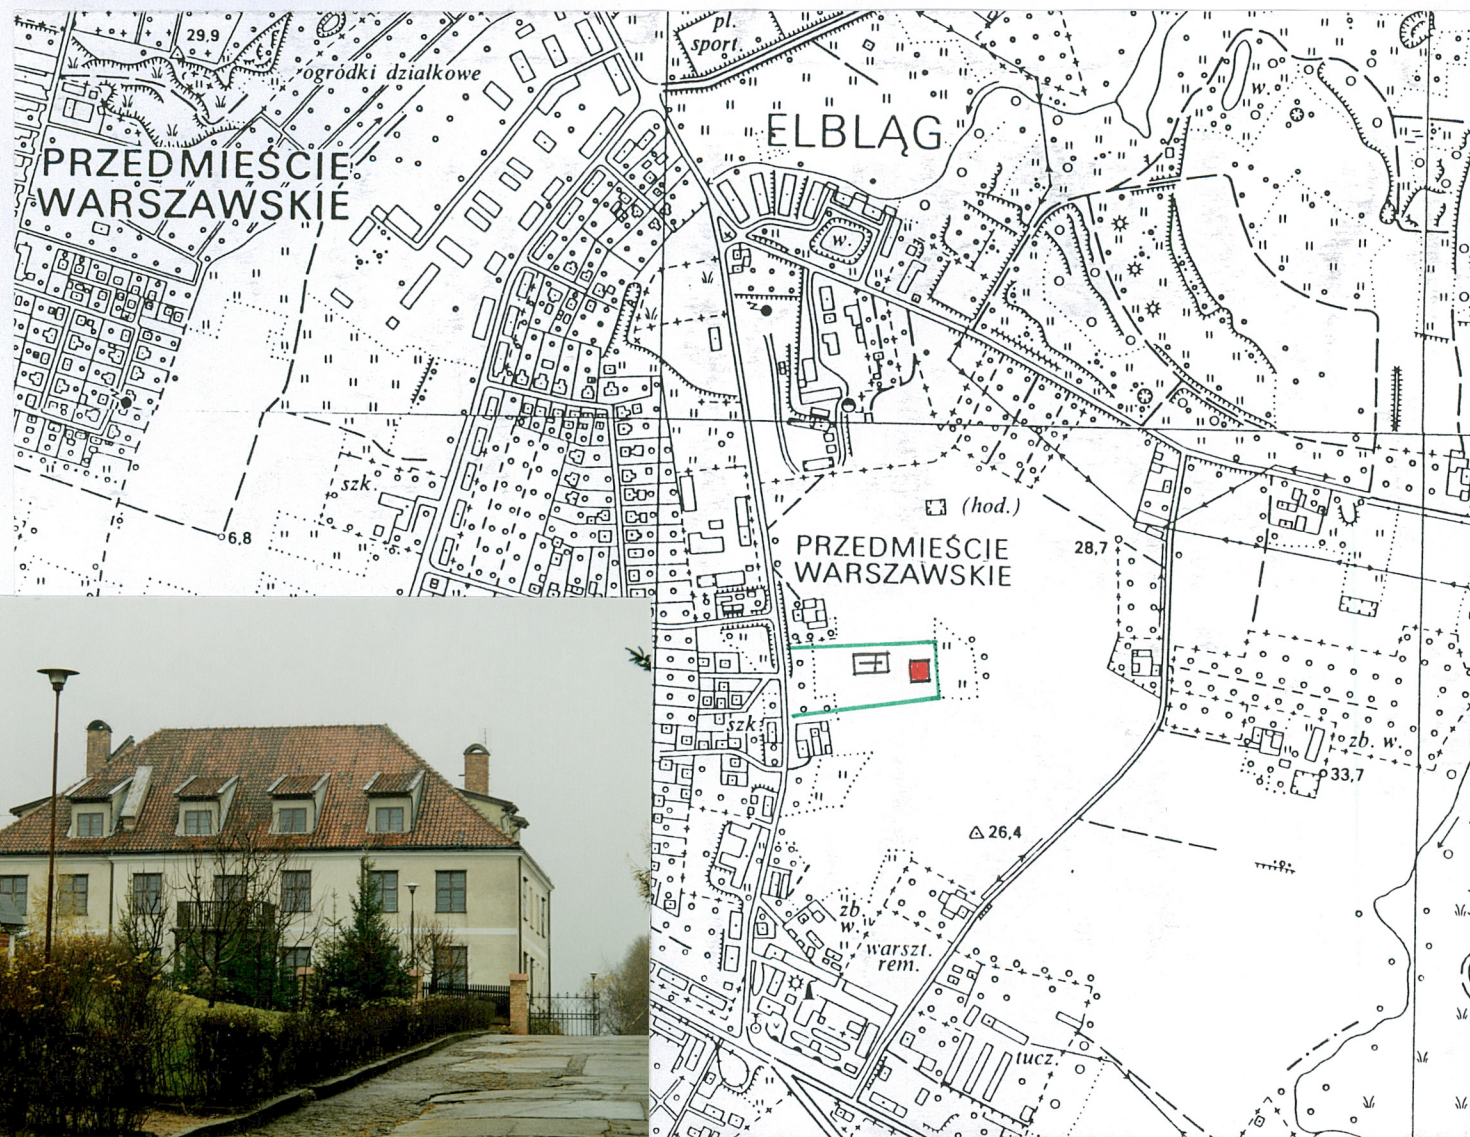 pl.
sport.
29,9
ogródki działkowe
w.
ELBLĄG
PRZEDMIEŚCIE
WARSZAWSKIE
w.
szk.
(hod.)
6,8
PRZEDMIEŚCIE
WARSZAWSKIE
28,7
szk.
zb. w.
33,7
26,4
zb.
w.
warszt.
rem.
tucz.